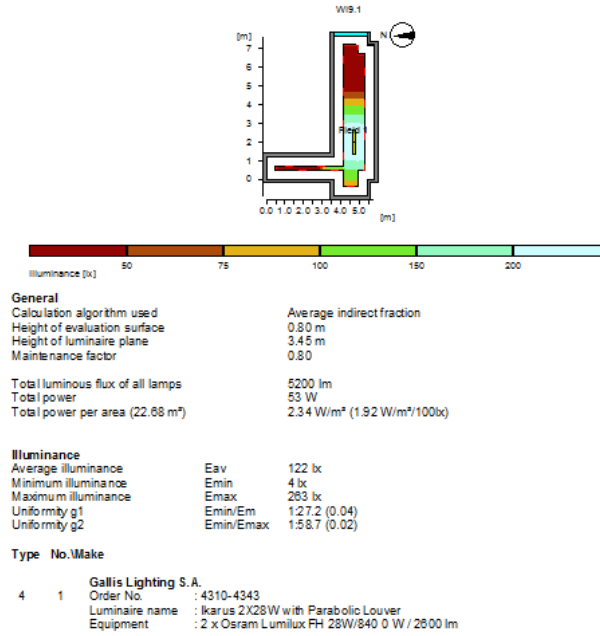 WI9.1
[m]
N
7
6
5
4
3
2
1
0
0.0 1.0 2.0 3.0 4.0 5.0
[m]
50 75 100 150 200
Illuminance [lx]
General
Calculation algorithm used Average indirect fraction
Height of evaluation surface 0.80 m
Height of luminaire plane 3.45 m
Maintenance factor 0.80
Total luminous flux of all lamps 5200 lm
Total power 53 W
Total power per area (22.68 m²) 2.34 W/m² (1.92 W/m²/100lx)
Illuminance
Average illuminance Eav 122 lx
Minimum illuminance Emin 4 lx
Maximum illuminance Emax 263 lx
Uniformity g1 Emin/Em 1:27.2 (0.04)
Uniformity g2 Emin/Emax 1:58.7 (0.02)
Type No.\Make
Gallis Lighting S.A.
4 1 Order No. : 4310-4343
Luminaire name : Ikarus 2X28W with Parabolic Louver
Equipment : 2 x Osram Lumilux FH 28W/840 0 W / 2600 lm